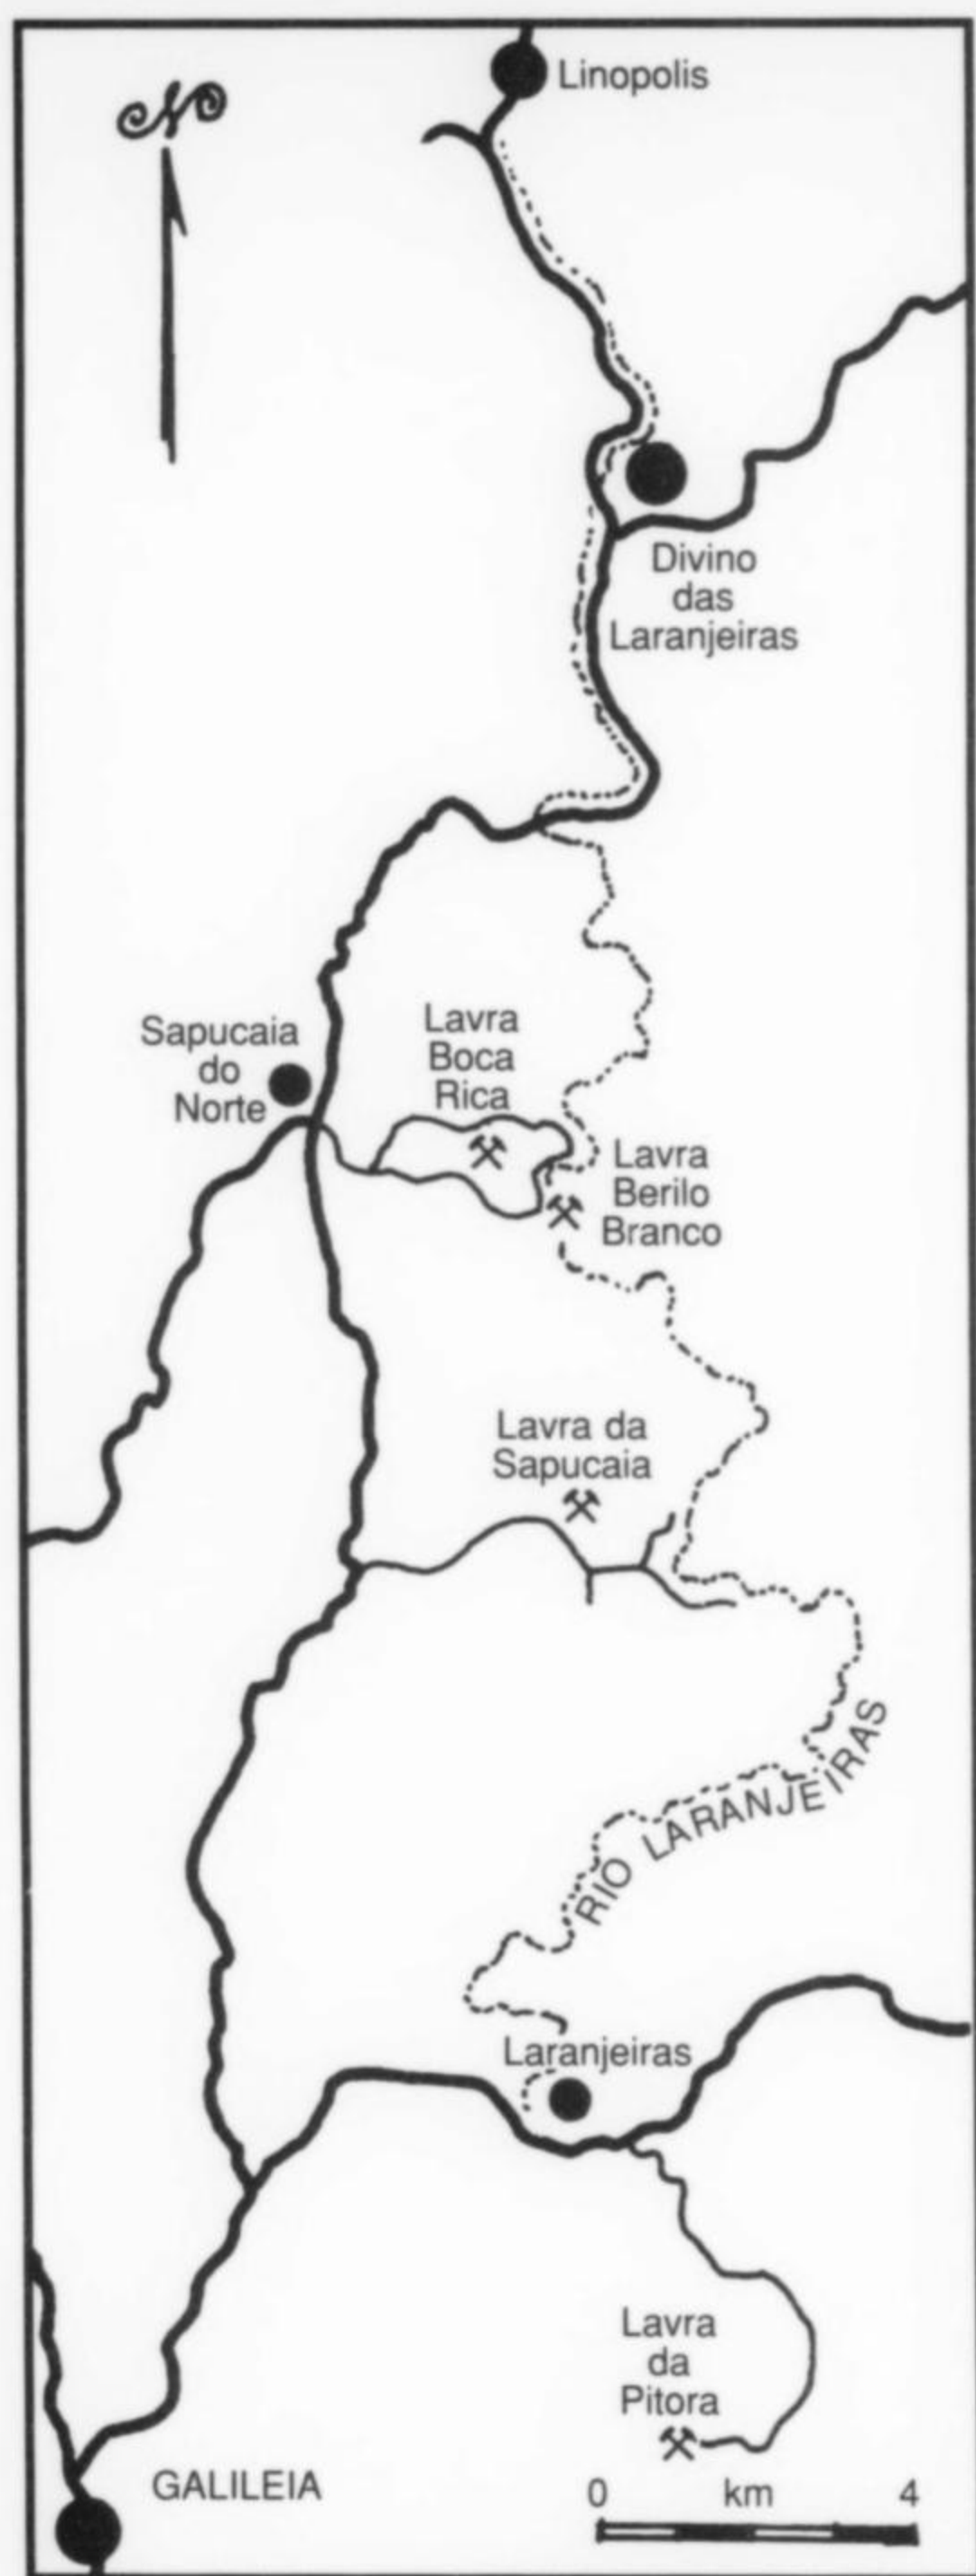 N
Linopolis
Divino
das
Laranjeiras
Sapucaia
do
Norte
Lavra
Boca
Rica
Lavra
Berilo
Branco
Lavra da
Sapucaia
RIO LARANJEIRAS
Laranjeiras
Lavra
da
Pitora
GALILEIA
0 km 4